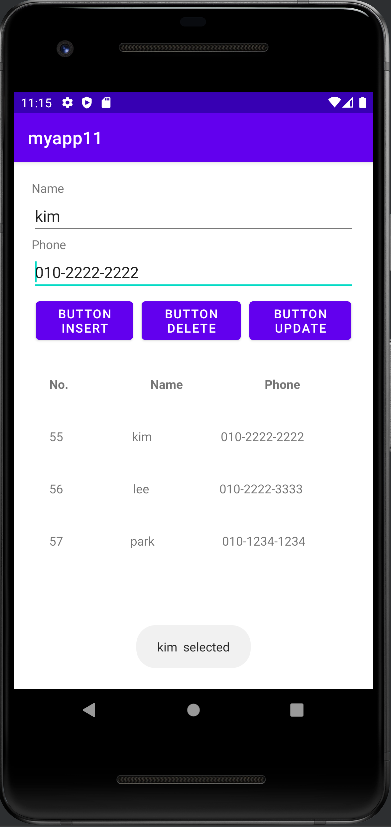 11:15
myapp11
Name
kim
Phone
010-2222-2222
BUTTON INSERT
BUTTON DELETE
BUTTON UPDATE
No. Name Phone
55 kim 010-2222-2222
56 lee 010-2222-3333
57 park 010-1234-1234
kim selected